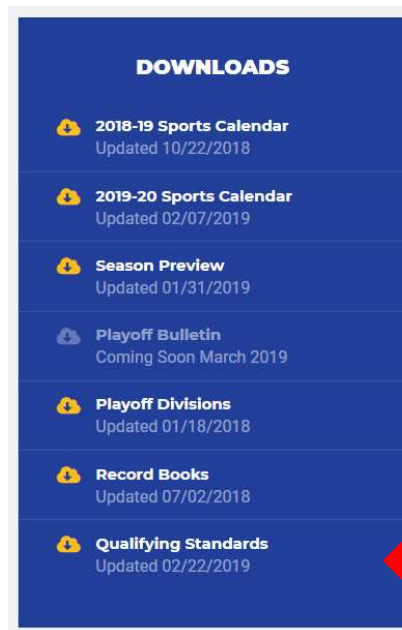 DOWNLOADS
2018-19 Sports Calendar
Updated 10/22/2018
2019-20 Sports Calendar
Updated 02/07/2019
Season Preview
Updated 01/31/2019
Playoff Bulletin
Coming Soon March 2019
Playoff Divisions
Updated 01/18/2018
Record Books
Updated 07/02/2018
Qualifying Standards
Updated 02/22/2019